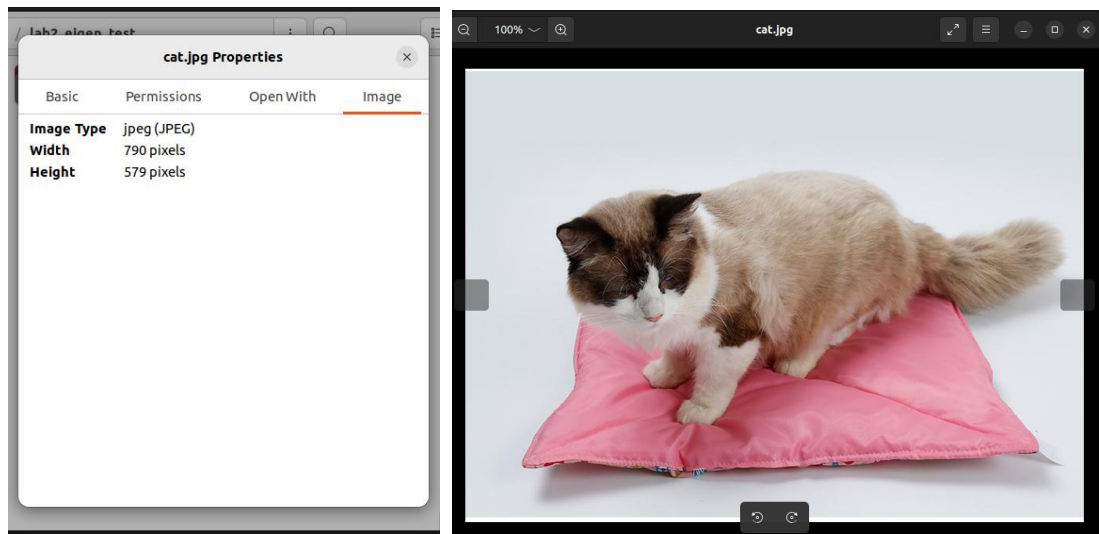 / lab2_eigen_test
cat.jpg Properties
Basic Permissions Open With Image
Image Type jpeg (JPEG)
Width 790 pixels
Height 579 pixels
100%
cat.jpg